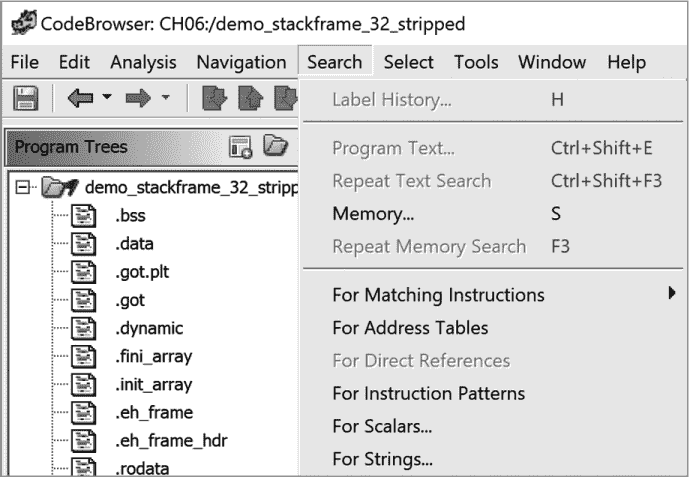 CodeBrowser: CH06:/demo_stackframe_32_stripped
File Edit Analysis Navigation Search Select Tools Window Help
Label History... H
Program Trees
Program Text... Ctrl+Shift+E
Repeat Text Search Ctrl+Shift+F3
Memory... S
Repeat Memory Search F3
For Matching Instructions
For Address Tables
For Direct References
For Instruction Patterns
For Scalars...
For Strings...
demo_stackframe_32_stripp
.bss
.data
.got.plt
.got
.dynamic
.fini_array
.init_array
.eh_frame
.eh_frame_hdr
.rodata